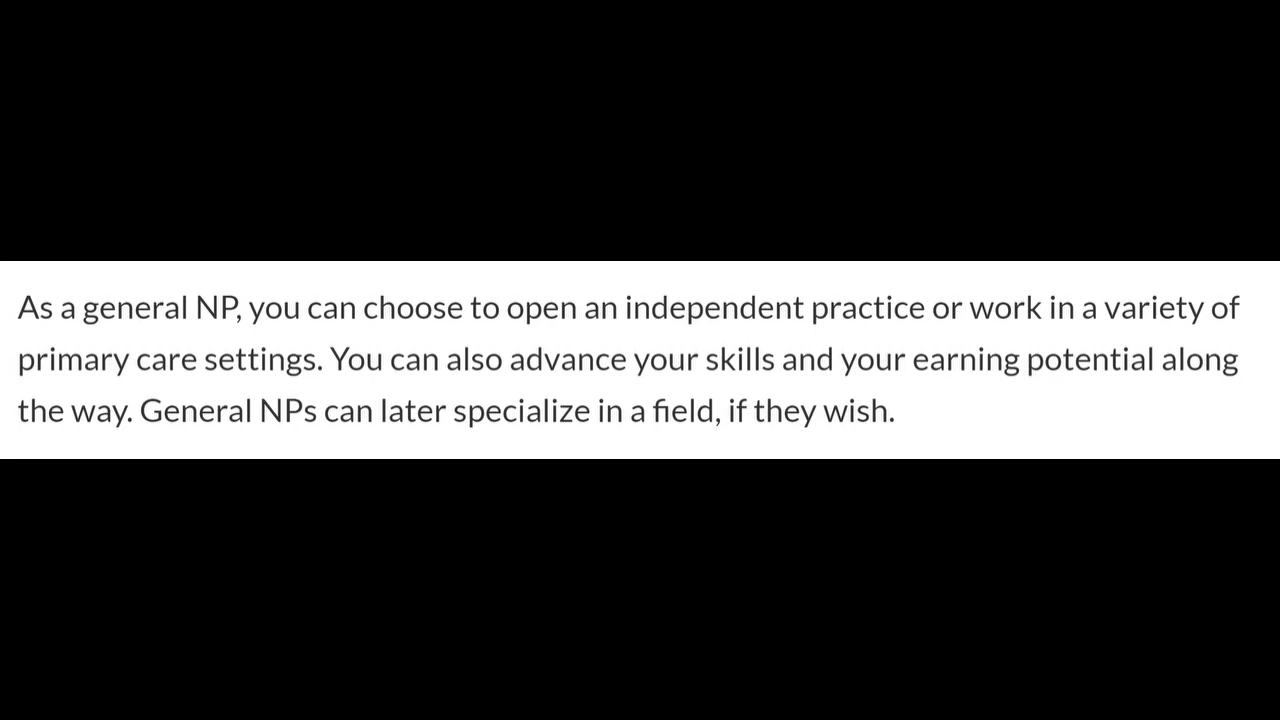 As a general NP, you can choose to open an independent practice or work in a variety of
primary care settings. You can also advance your skills and your earning potential along
the way. General NPs can later specialize in a field, if they wish.